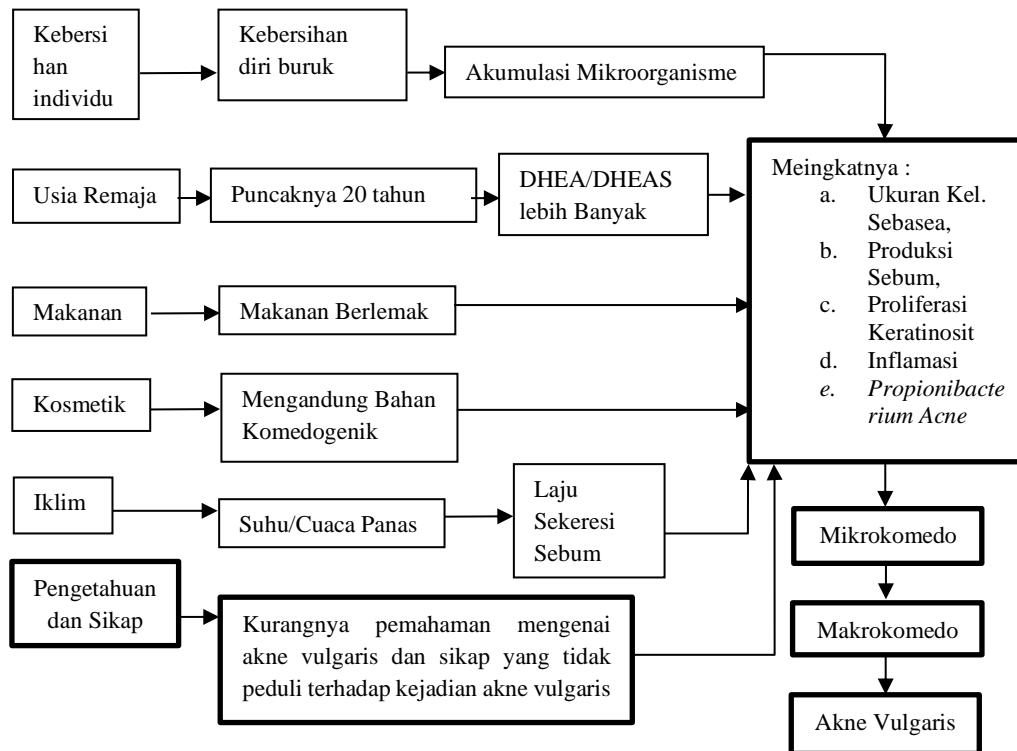 Kebersi
han
individu
Kebersihan
diri buruk
Akumulasi Mikroorganisme
Usia Remaja
Puncaknya 20 tahun
DHEA/DHEAS
lebih Banyak
Makanan
Makanan Berlemak
Kosmetik
Mengandung Bahan
Komedogenik
Iklim
Suhu/Cuaca Panas
Laju
Sekeresi
Sebum
Pengetahuan
dan Sikap
Kurangnya pemahaman mengenai
akne vulgaris dan sikap yang tidak
peduli terhadap kejadian akne vulgaris
Meingkatnya :
a. Ukuran Kel.
Sebasea,
b. Produksi
Sebum,
c. Proliferasi
Keratinosit
d. Inflamasi
e. Propionibacte
rium Acne
Mikrokomedo
Makrokomedo
Akne Vulgaris